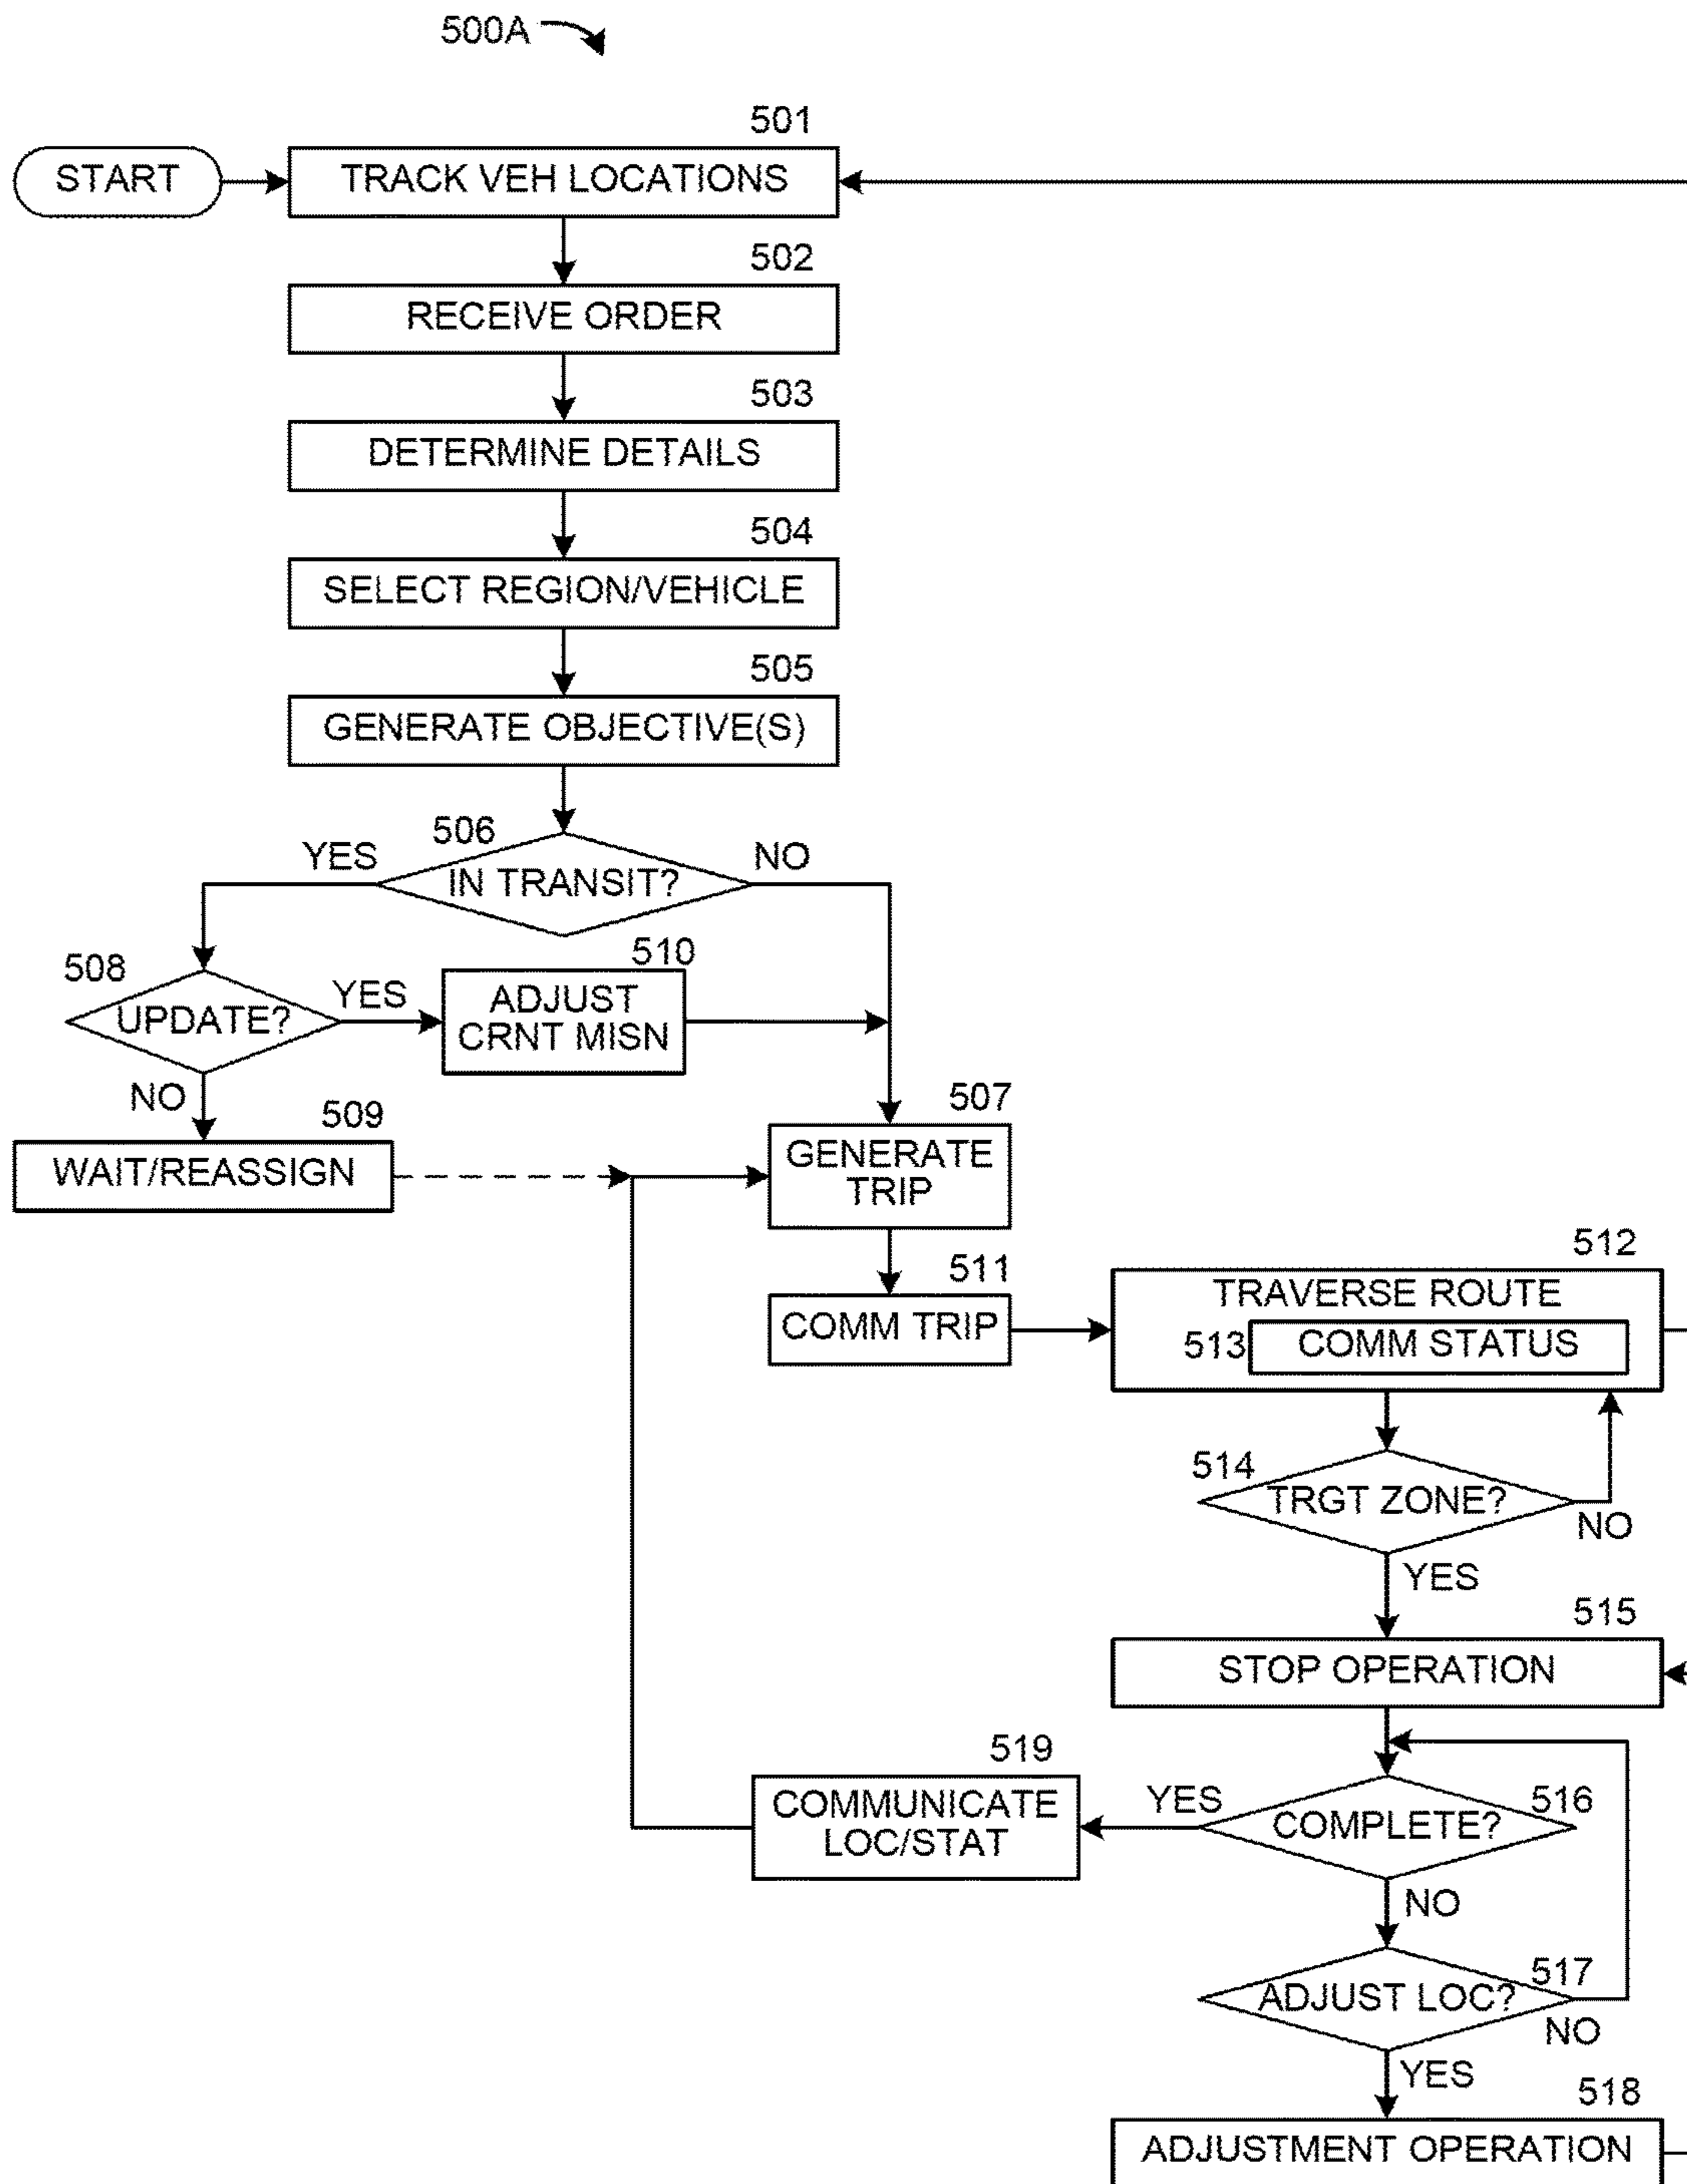 500A
501
START
TRACK VEH LOCATIONS
502
RECEIVE ORDER
503
DETERMINE DETAILS
504
SELECT REGION/VEHICLE
505
GENERATE OBJECTIVE(S)
506
YES
NO
IN TRANSIT?
510
508
YES
ADJUST
CRNT MISN
UPDATE?
NO
509
507
WAIT/REASSIGN
GENERATE
TRIP
511
COMM TRIP
512
TRAVERSE ROUTE
513
COMM STATUS
514
TRGT ZONE?
NO
YES
515
STOP OPERATION
519
COMMUNICATE
LOC/STAT
YES
516
COMPLETE?
NO
517
ADJUST LOC?
NO
YES
518
ADJUSTMENT OPERATION